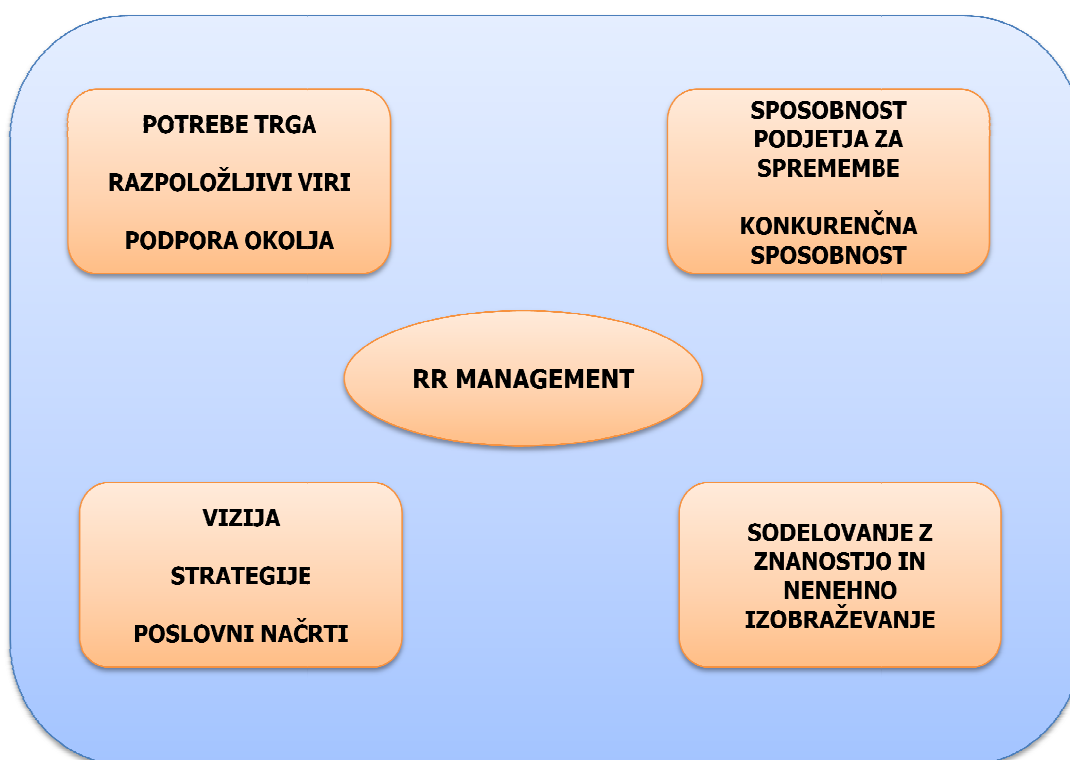 POTREBE TRGA
RAZPOLOŽLJIVI VIRI
PODPORA OKOLJA
SPOSOBNOST
PODJETJA ZA
SPREMEMBE
KONKURENČNA
SPOSOBNOST
RR MANAGEMENT
VIZIJA
STRATEGIJE
POSLOVNI NAČRTI
SODELOVANJE Z
ZNANOSTJO IN
NENEHNO
IZOBRAŽEVANJE